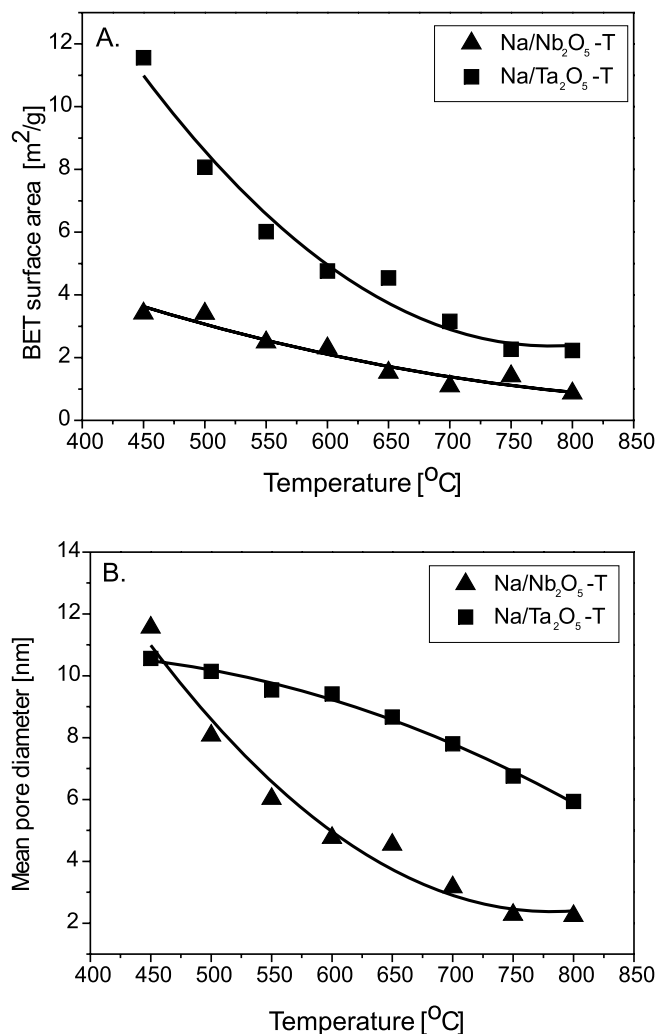 A.
Na/Nb₂O₅-T
Na/Ta₂O₅-T
12
10
8
6
4
2
0
BET surface area [m²/g]
400 450 500 550 600 650 700 750 800 850
Temperature [°C]
B.
Na/Nb₂O₅-T
Na/Ta₂O₅-T
14
12
10
8
6
4
2
Mean pore diameter [nm]
400 450 500 550 600 650 700 750 800 850
Temperature [°C]